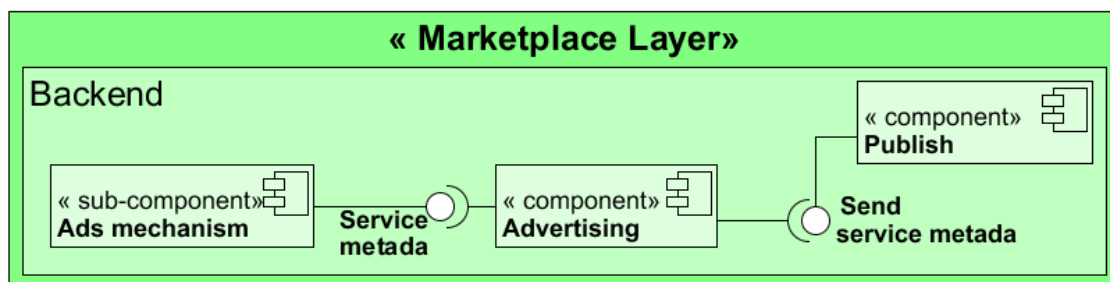 « Marketplace Layer»
Backend
« component»
Publish
« sub-component»
Ads mechanism
Service
metada
« component»
Advertising
Send
service metada